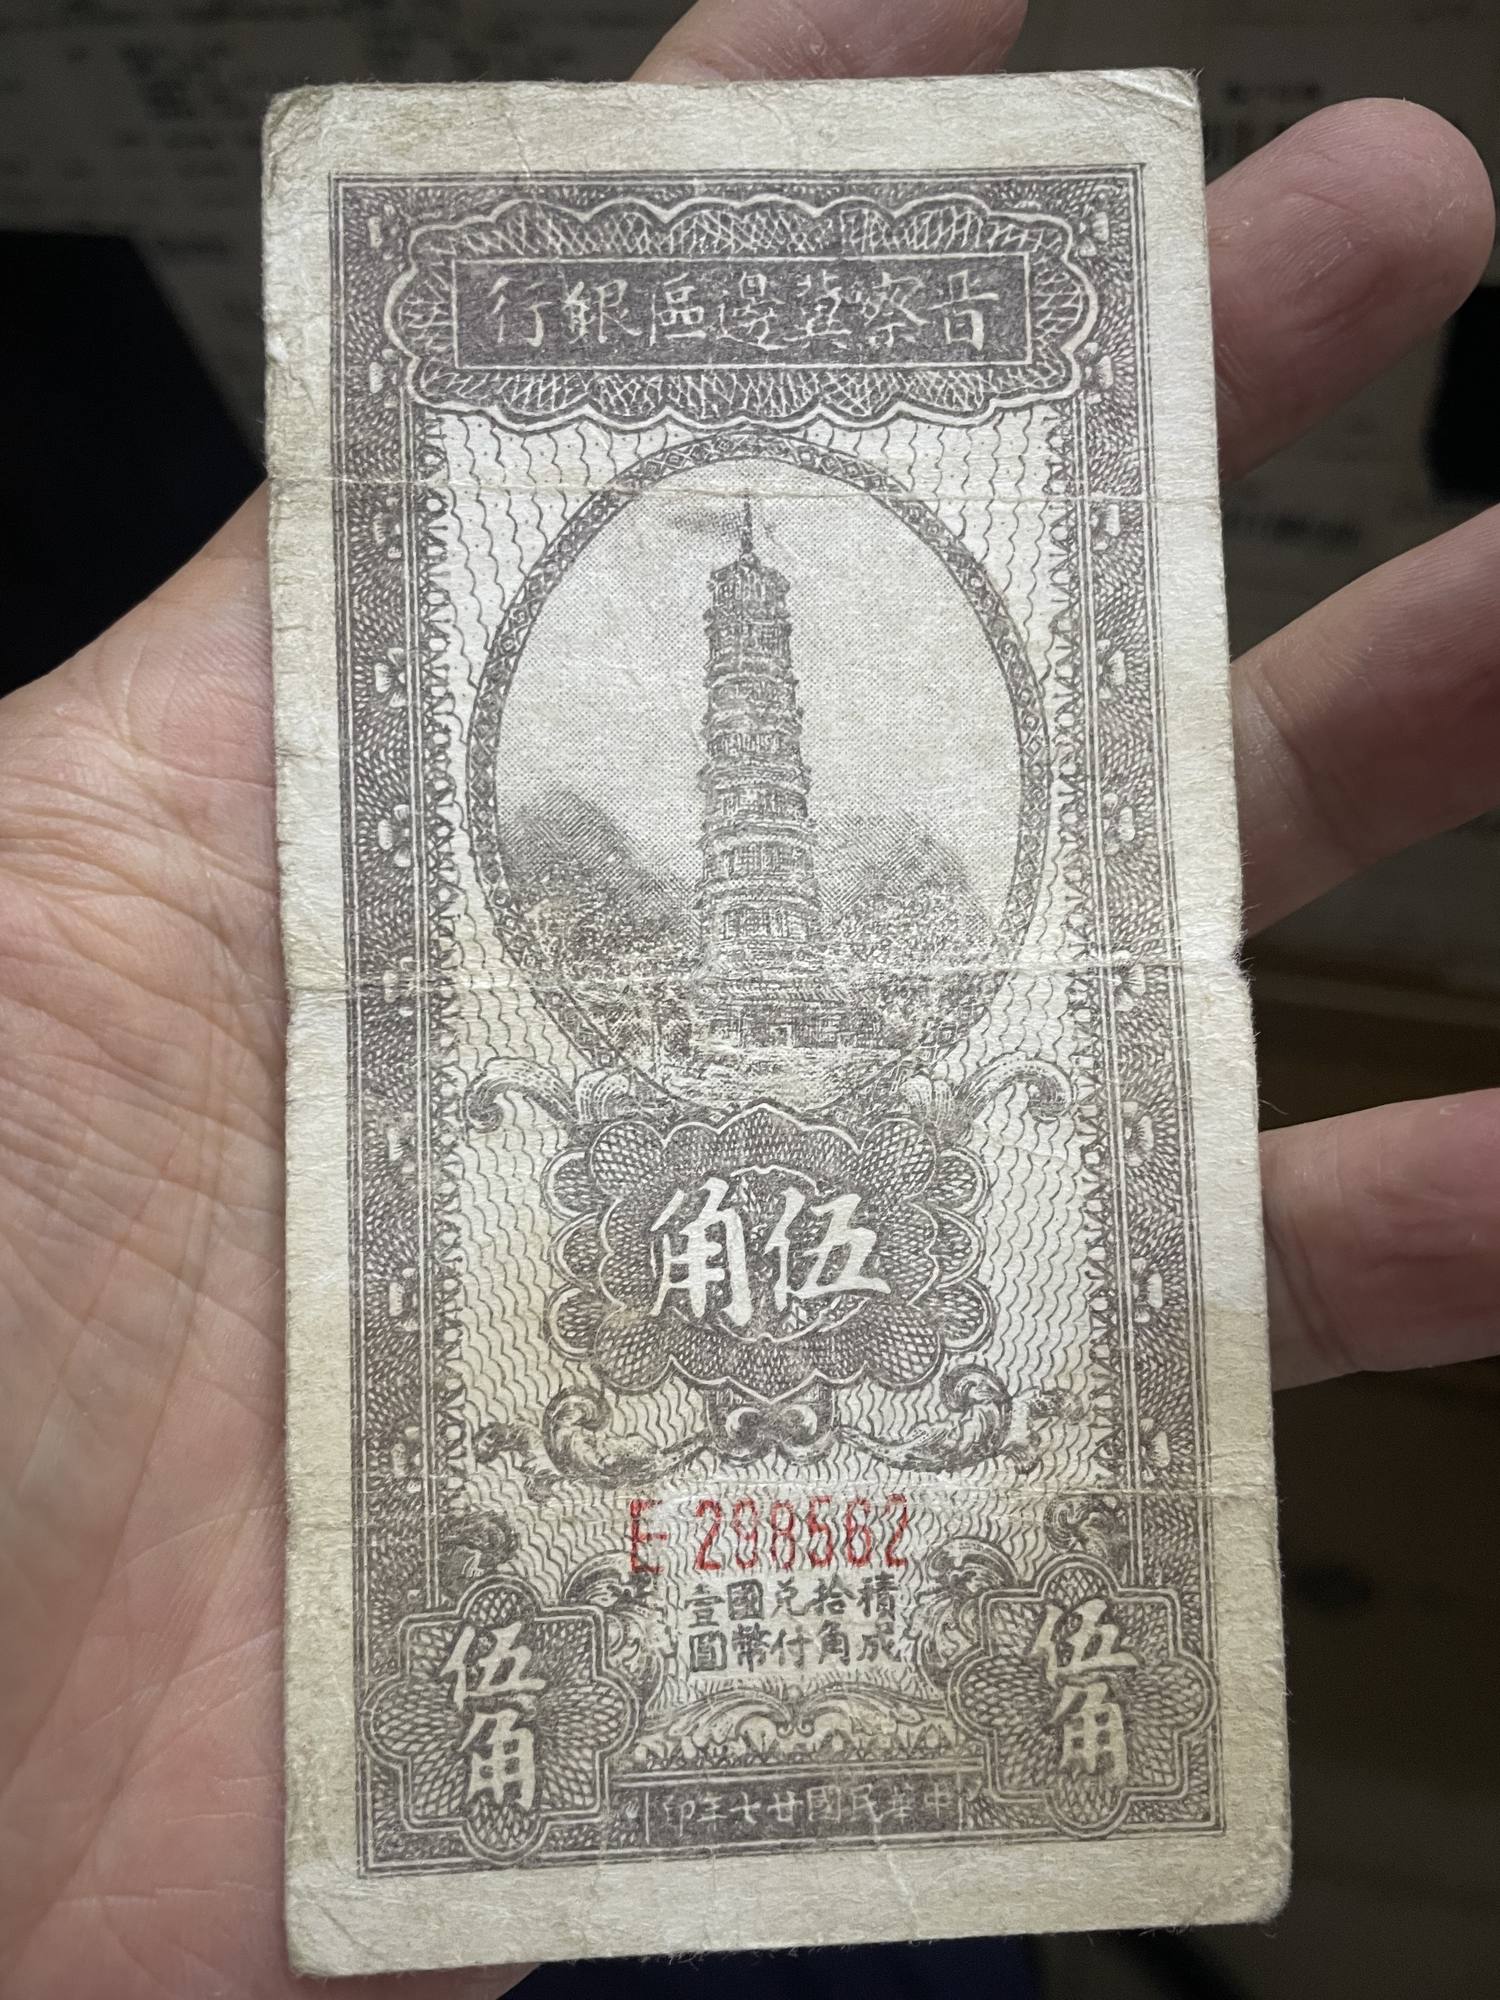 晉察冀邊區銀行
伍角
E 298562
積成
拾角
兌付
國幣
壹圓
伍角
伍角
中華民國廿七年印